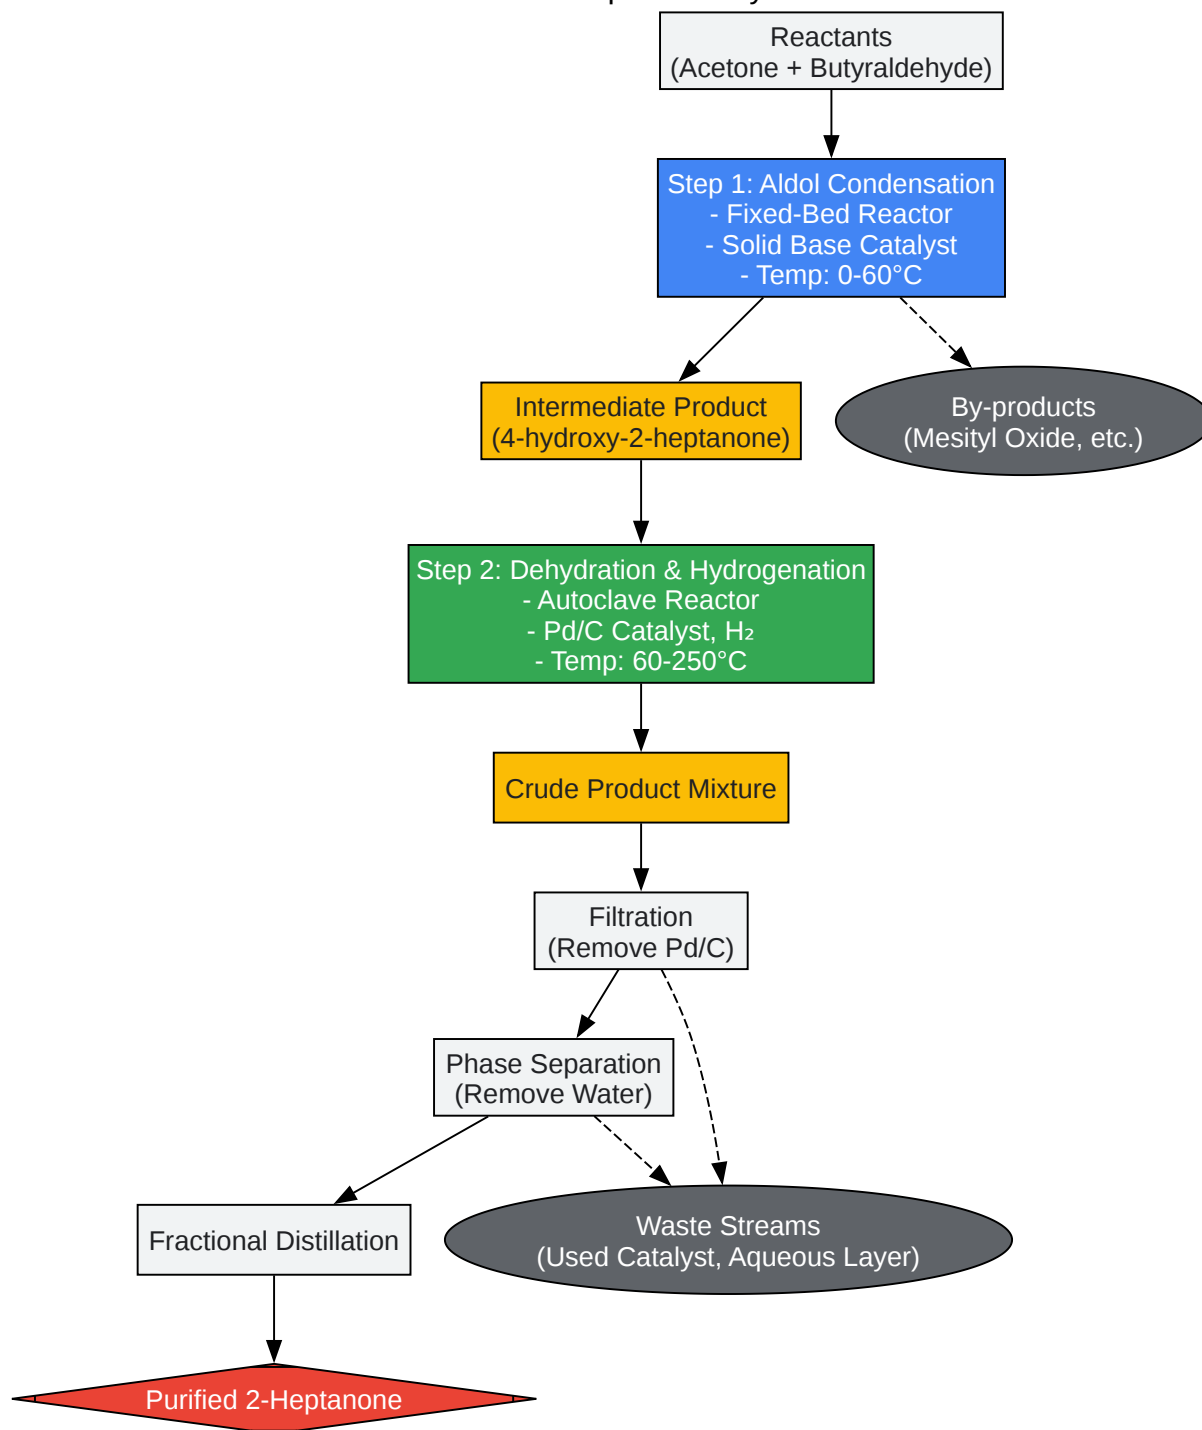 Reactants
(Acetone + Butyraldehyde)
Step 1: Aldol Condensation
- Fixed-Bed Reactor
- Solid Base Catalyst
- Temp: 0-60°C
Intermediate Product
(4-hydroxy-2-heptanone)
By-products
(Mesityl Oxide, etc.)
Step 2: Dehydration & Hydrogenation
- Autoclave Reactor
- Pd/C Catalyst, H₂
- Temp: 60-250°C
Crude Product Mixture
Filtration
(Remove Pd/C)
Phase Separation
(Remove Water)
Fractional Distillation
Waste Streams
(Used Catalyst, Aqueous Layer)
Purified 2-Heptanone